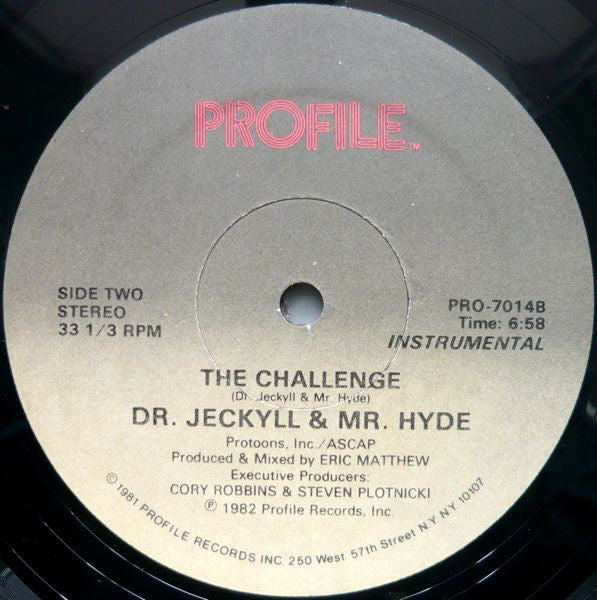 PROFILE™
SIDE TWO
STEREO
33 1/3 RPM
PRO-7014B
Time: 6:58
INSTRUMENTAL
THE CHALLENGE
(Dr. Jeckyll & Mr. Hyde)
DR. JECKYLL & MR. HYDE
Protoons, Inc./ASCAP
Produced & Mixed by ERIC MATTHEW
Executive Producers:
CORY ROBBINS & STEVEN PLOTNICKI
℗ 1982 Profile Records, Inc.
© 1981 PROFILE RECORDS INC. 250 West 57th Street N.Y. N.Y. 10107